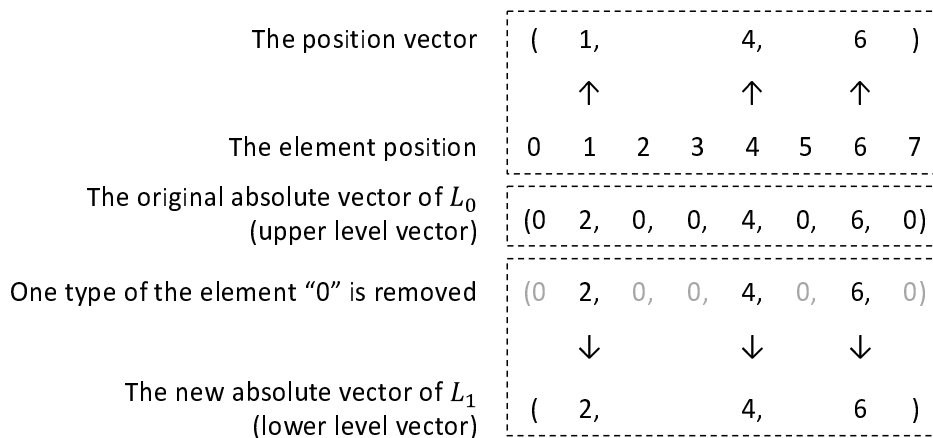 The position vector ( 1, 4, 6 )
↑ ↑ ↑
The element position 0 1 2 3 4 5 6 7
The original absolute vector of L₀
(upper level vector) (0 2, 0, 0, 4, 0, 6, 0)
One type of the element “0” is removed (0 2, 0, 0, 4, 0, 6, 0)
↓ ↓ ↓
The new absolute vector of L₁
(lower level vector) ( 2, 4, 6 )